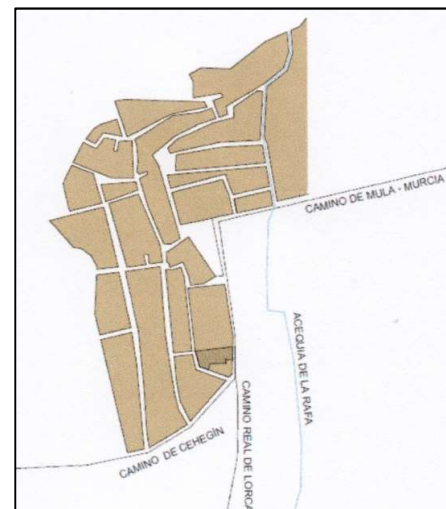 CAMINO DE MULA - MURCIA
ACEQUIA DE LA RAFA
CAMINO REAL DE LORCA
CAMINO DE CEHEGÍN